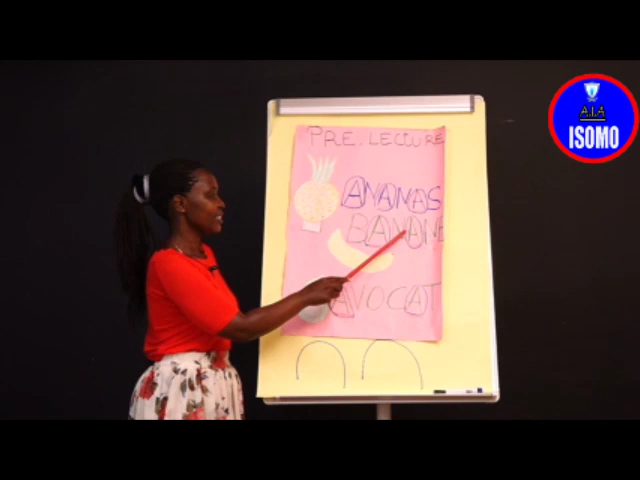 PRE. LECTURE
ANANAS
BANANE
AVOCAT
A.I.A
ISOMO